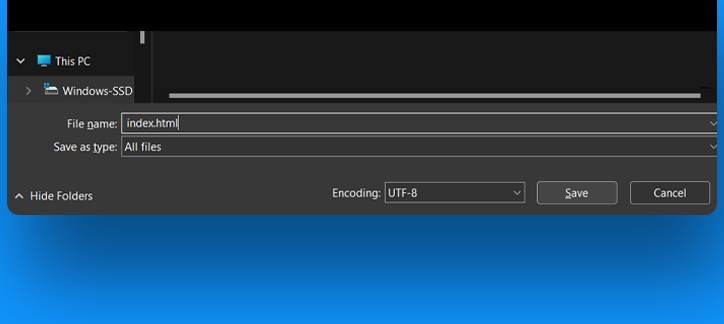 This PC
Windows-SSD
File name: index.html
Save as type: All files
Hide Folders
Encoding: UTF-8
Save
Cancel